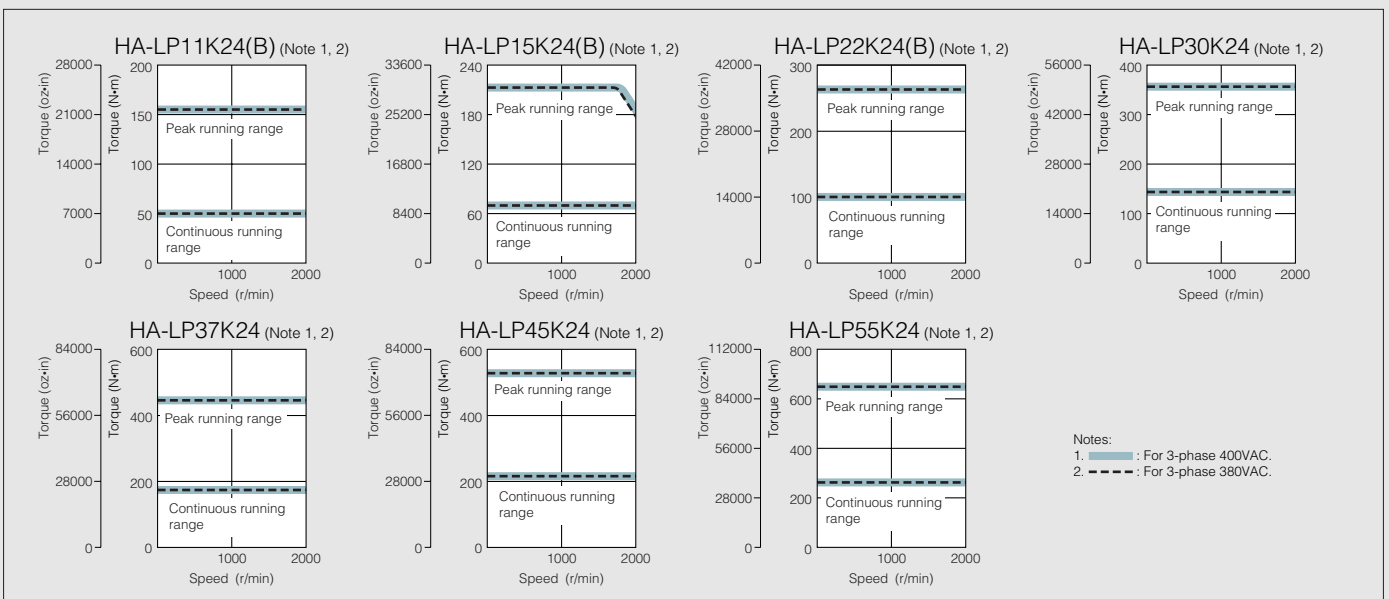 HA-LP11K24(B) (Note 1, 2)
Torque (oz•in)
28000
21000
14000
7000
0
Torque (N•m)
200
150
100
50
0
Peak running range
Continuous running
range
1000
2000
Speed (r/min)
HA-LP15K24(B) (Note 1, 2)
Torque (oz•in)
33600
25200
16800
8400
0
Torque (N•m)
240
180
120
60
0
Peak running range
Continuous running
range
1000
2000
Speed (r/min)
HA-LP22K24(B) (Note 1, 2)
Torque (oz•in)
42000
28000
14000
0
Torque (N•m)
300
200
100
0
Peak running range
Continuous running
range
1000
2000
Speed (r/min)
HA-LP30K24 (Note 1, 2)
Torque (oz•in)
56000
42000
28000
14000
0
Torque (N•m)
400
300
200
100
0
Peak running range
Continuous running
range
1000
2000
Speed (r/min)
HA-LP37K24 (Note 1, 2)
Torque (oz•in)
84000
56000
28000
0
Torque (N•m)
600
400
200
0
Peak running range
Continuous running
range
1000
2000
Speed (r/min)
HA-LP45K24 (Note 1, 2)
Torque (oz•in)
84000
56000
28000
0
Torque (N•m)
600
400
200
0
Peak running range
Continuous running
range
1000
2000
Speed (r/min)
HA-LP55K24 (Note 1, 2)
Torque (oz•in)
112000
84000
56000
28000
0
Torque (N•m)
800
600
400
200
0
Peak running range
Continuous running
range
1000
2000
Speed (r/min)
Notes:
1. : For 3-phase 400VAC.
2. : For 3-phase 380VAC.